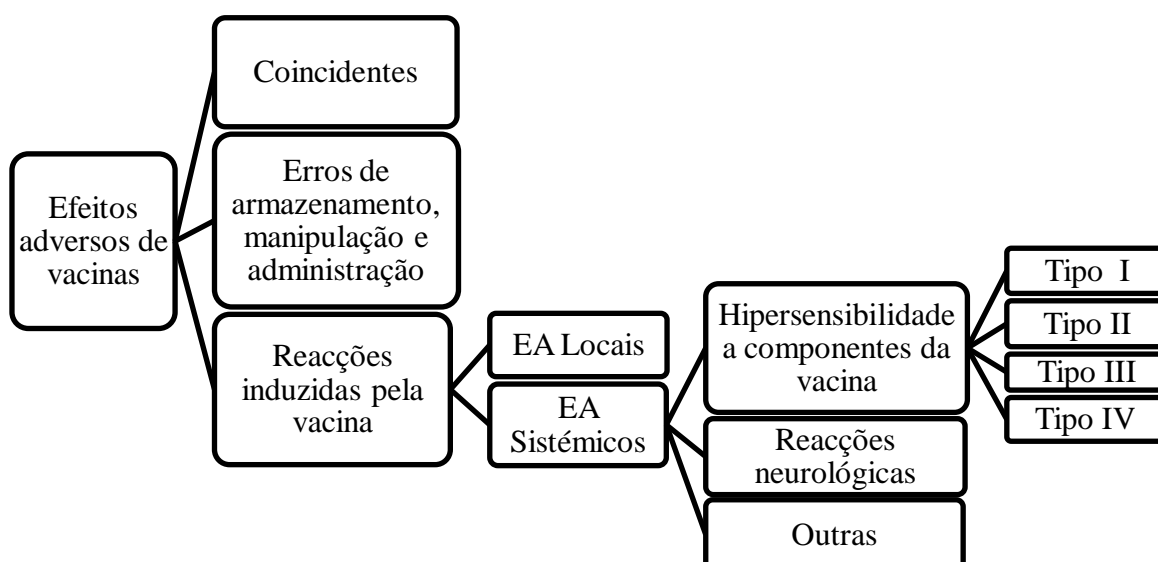 Efeitos
adversos de
vacinas
Coincidentes
Erros de
armazenamento,
manipulação e
administração
Reacções
induzidas pela
vacina
EA Locais
EA
Sistémicos
Hipersensibilidade
a componentes da
vacina
Reacções
neurológicas
Outras
Tipo I
Tipo II
Tipo III
Tipo IV